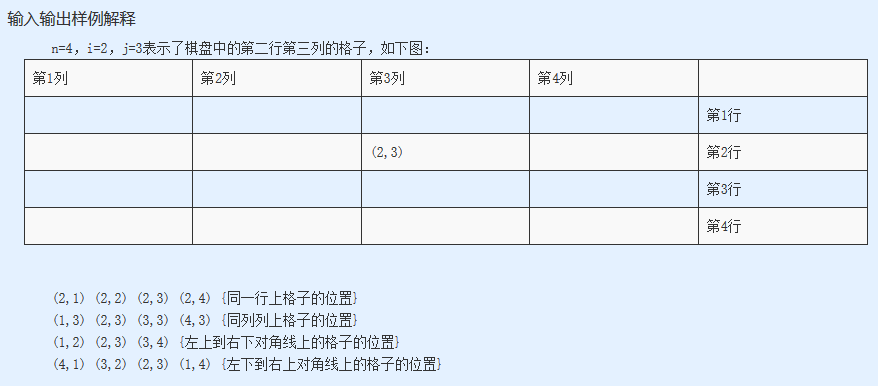 输入输出样例解释
n=4，i=2，j=3表示了棋盘中的第二行第三列的格子，如下图：
第1列 第2列 第3列 第4列
第1行
(2,3) 第2行
第3行
第4行
(2,1) (2,2) (2,3) (2,4) {同一行上格子的位置}
(1,3) (2,3) (3,3) (4,3) {同列列上格子的位置}
(1,2) (2,3) (3,4) {左上到右下对角线上的格子的位置}
(4,1) (3,2) (2,3) (1,4) {左下到右上对角线上的格子的位置}